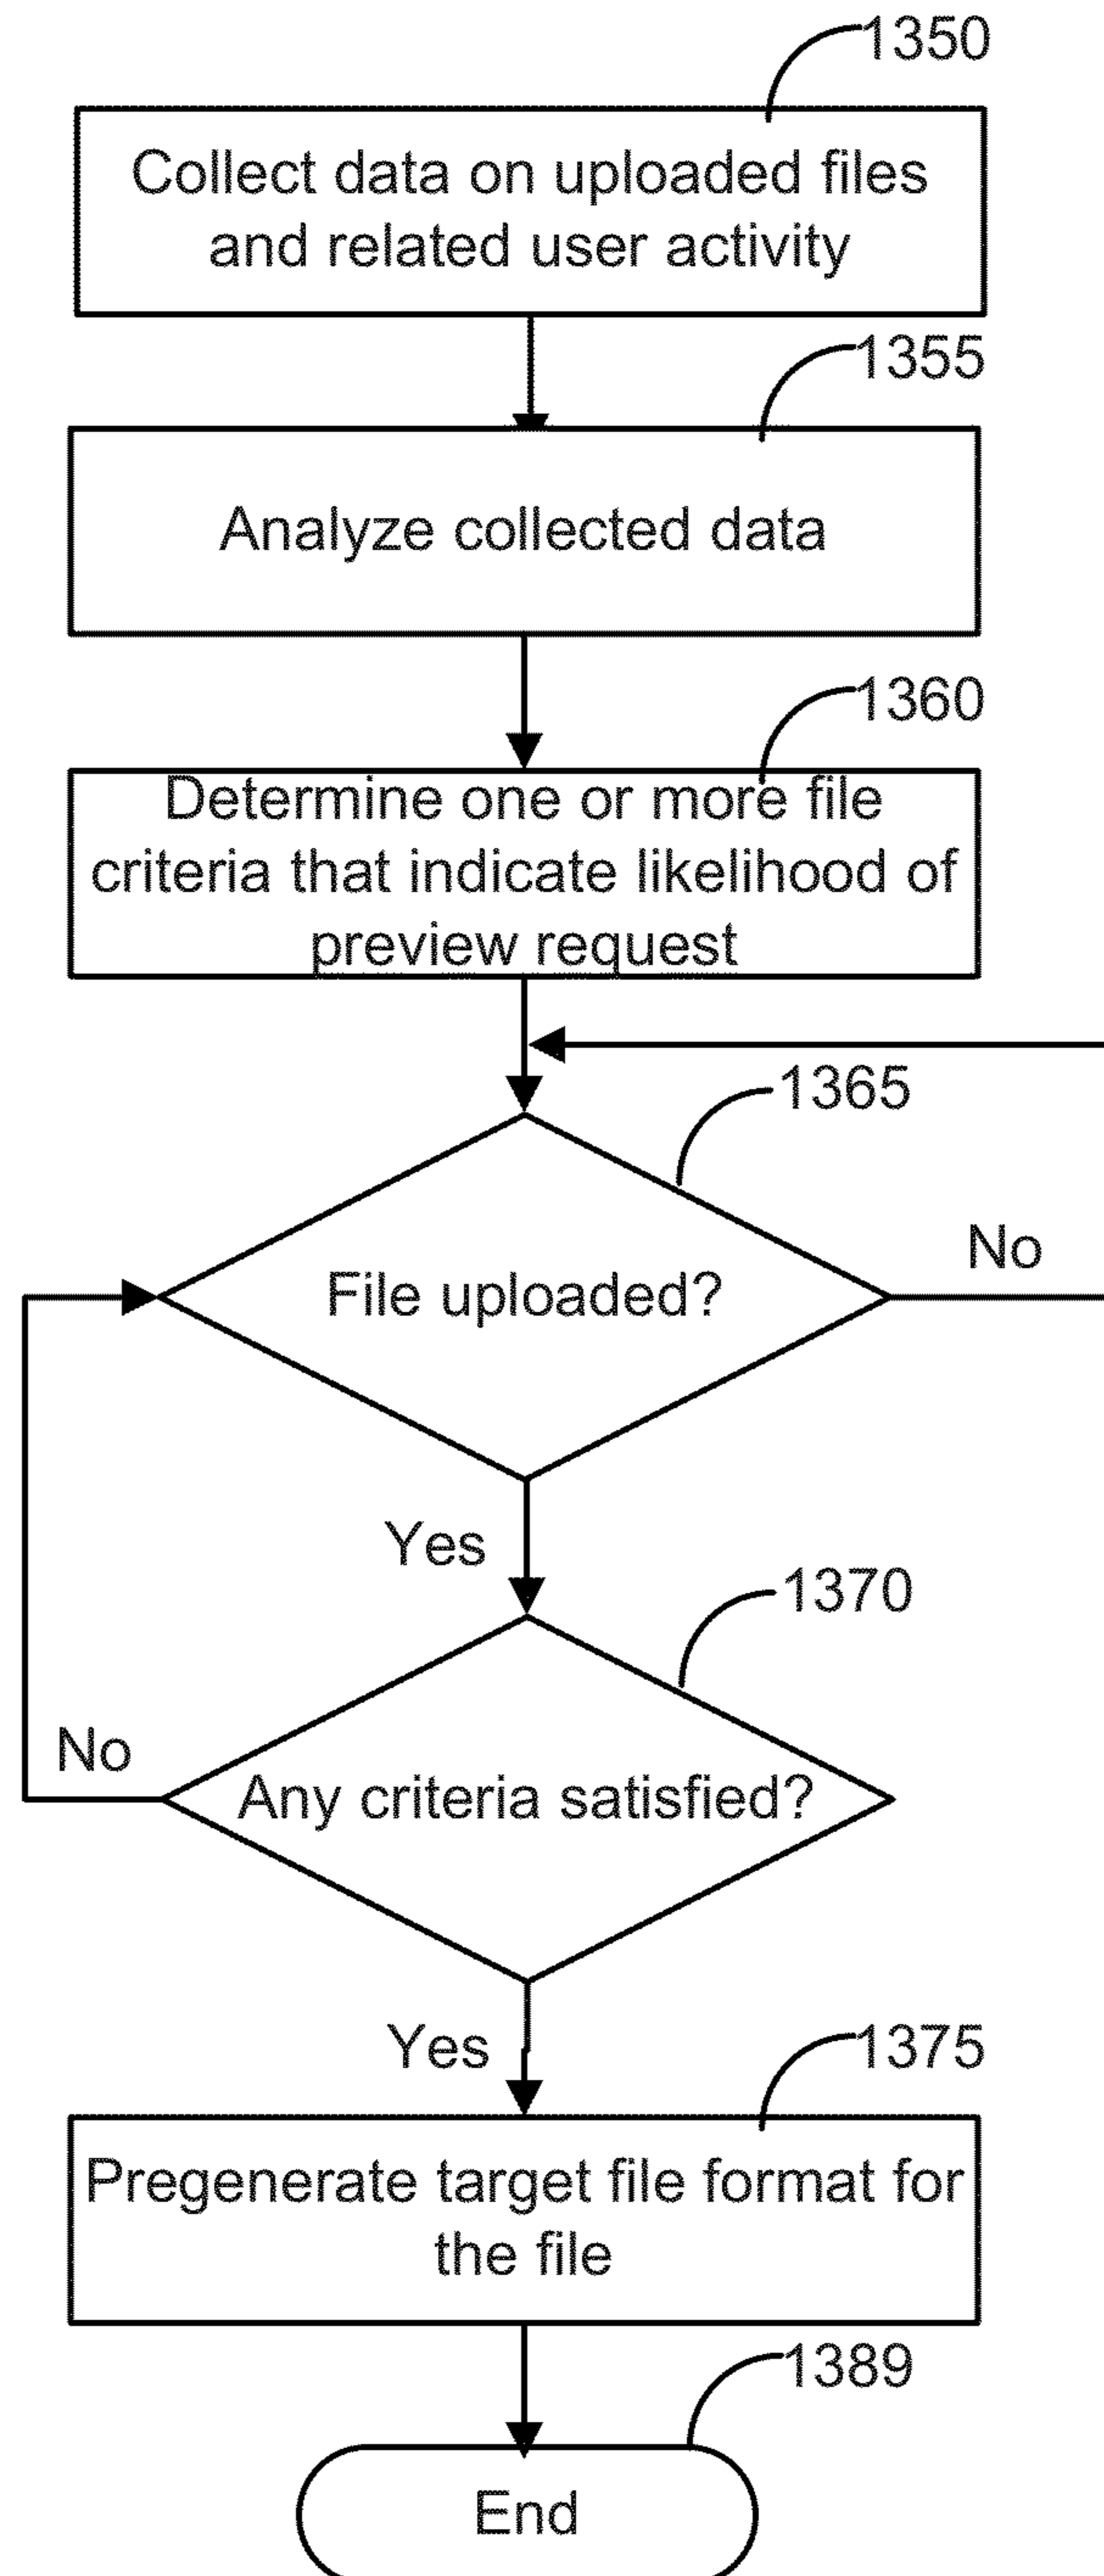 1350
Collect data on uploaded files
and related user activity
1355
Analyze collected data
1360
Determine one or more file
criteria that indicate likelihood of
preview request
1365
File uploaded?
No
Yes
1370
Any criteria satisfied?
No
Yes
1375
Pregenerate target file format for
the file
1389
End